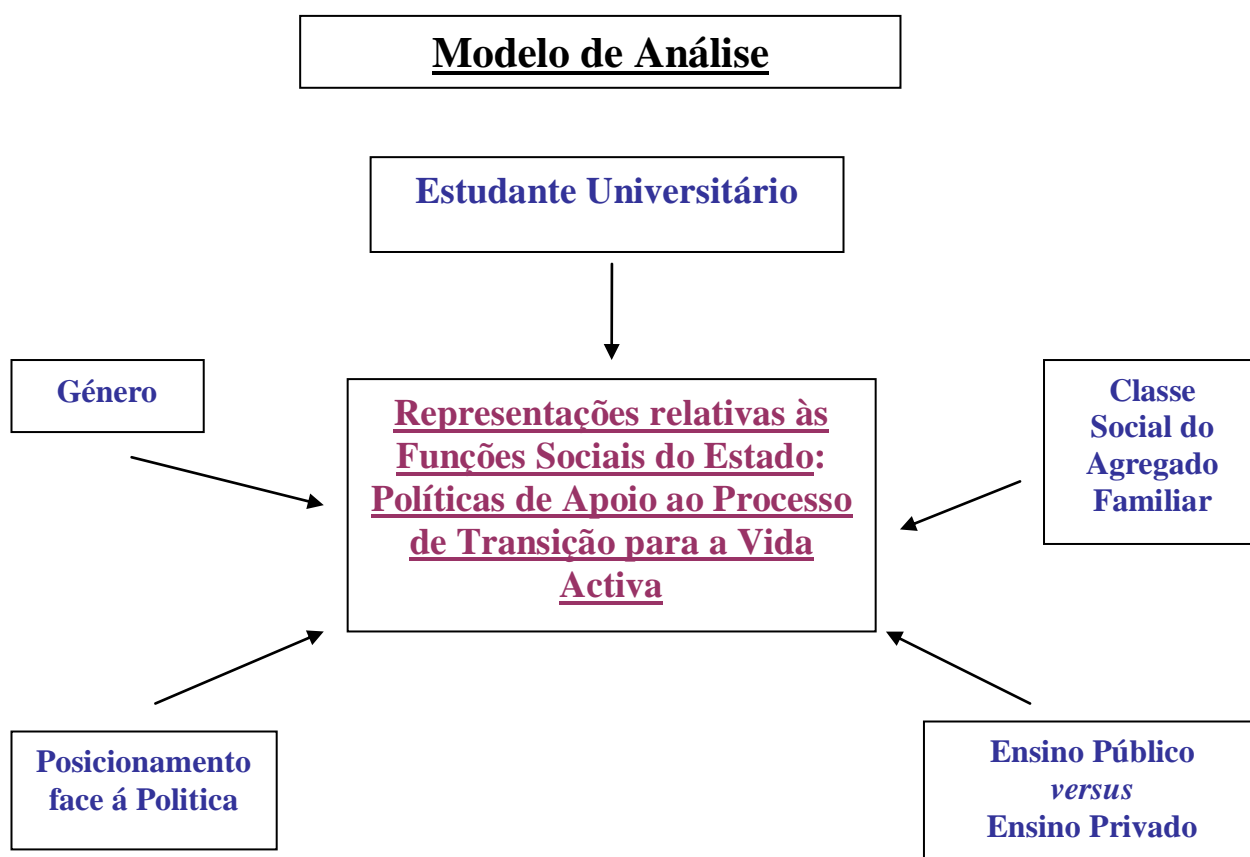 Modelo de Análise
Estudante Universitário
Género
Representações relativas às
Funções Sociais do Estado:
Políticas de Apoio ao Processo
de Transição para a Vida
Activa
Classe
Social do
Agregado
Familiar
Posicionamento
face á Politica
Ensino Público
versus
Ensino Privado